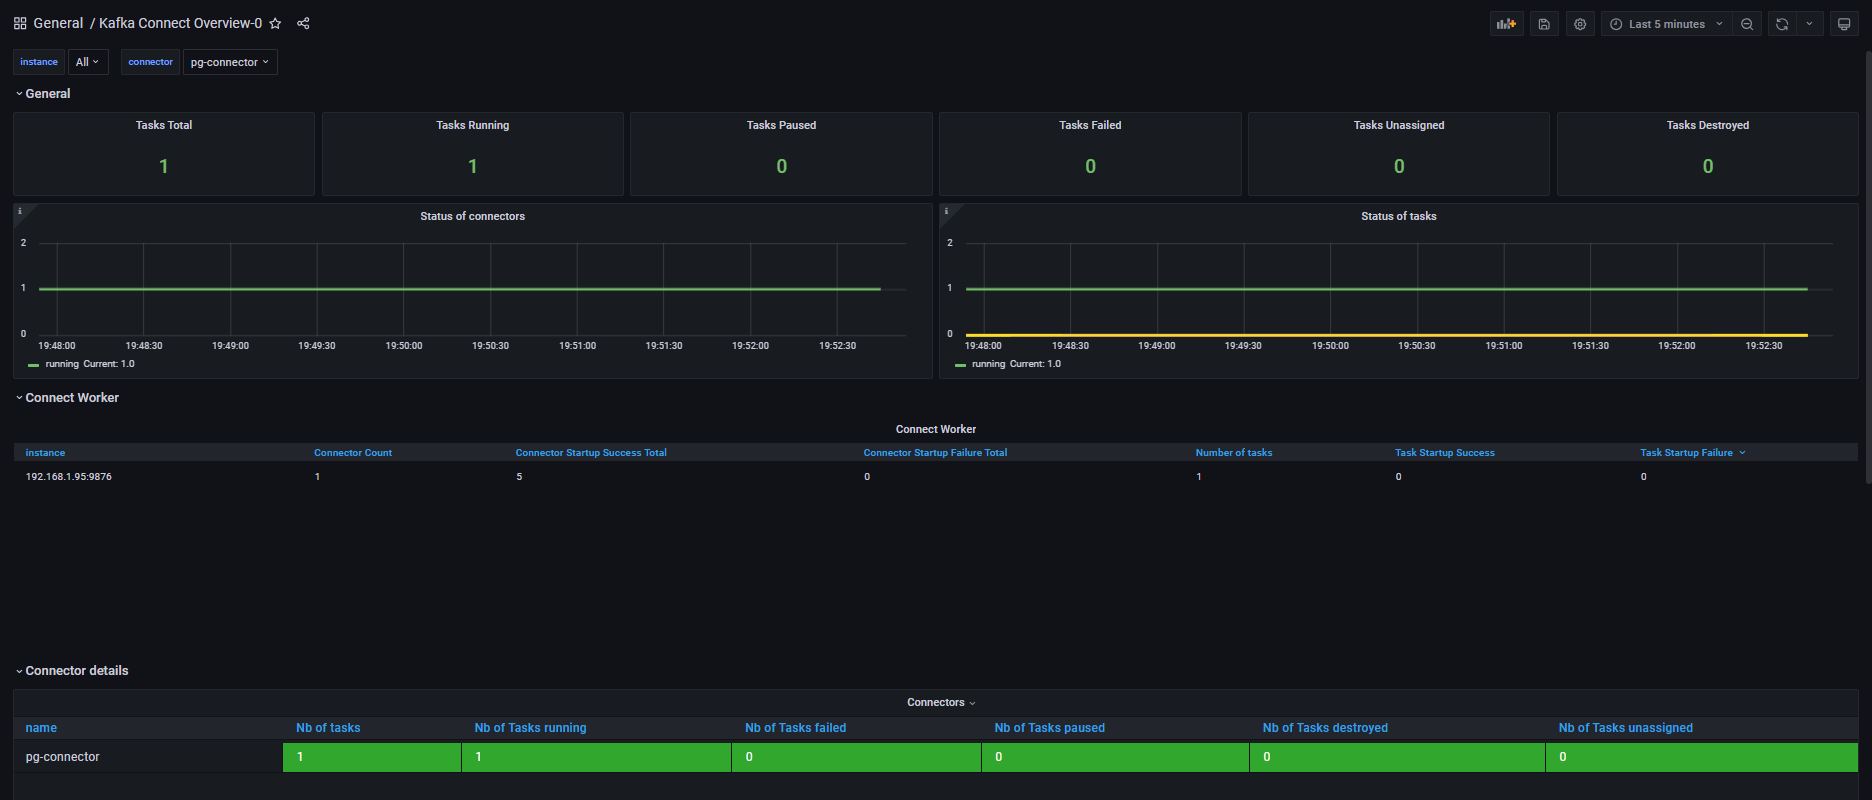 General / Kafka Connect Overview-0
Last 5 minutes
instance All connector pg-connector
General
Tasks Total
1
Tasks Running
1
Tasks Paused
0
Tasks Failed
0
Tasks Unassigned
0
Tasks Destroyed
0
i
Status of connectors
2
1
0
19:48:00 19:48:30 19:49:00 19:49:30 19:50:00 19:50:30 19:51:00 19:51:30 19:52:00 19:52:30
running Current: 1.0
i
Status of tasks
2
1
0
19:48:00 19:48:30 19:49:00 19:49:30 19:50:00 19:50:30 19:51:00 19:51:30 19:52:00 19:52:30
running Current: 1.0
Connect Worker
Connect Worker
instance Connector Count Connector Startup Success Total Connector Startup Failure Total Number of tasks Task Startup Success Task Startup Failure
192.168.1.95:9876 1 5 0 1 0 0
Connector details
Connectors
name Nb of tasks Nb of Tasks running Nb of Tasks failed Nb of Tasks paused Nb of Tasks destroyed Nb of Tasks unassigned
pg-connector 1 1 0 0 0 0